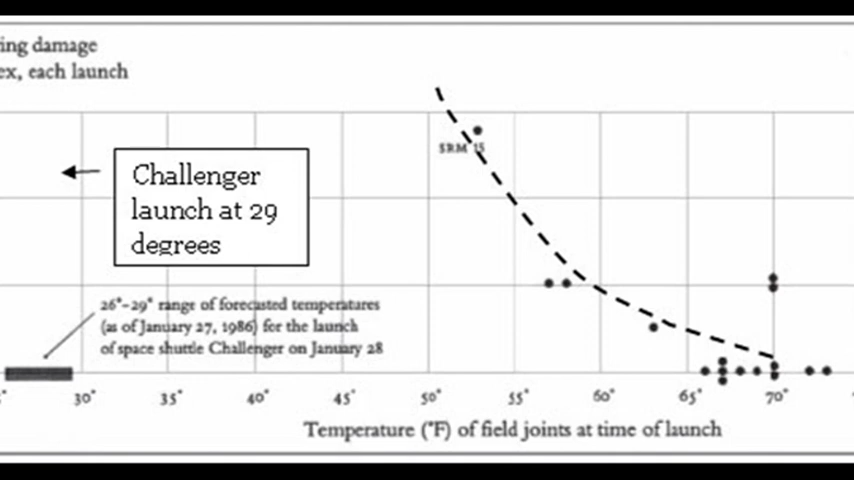 ing damage
ex, each launch
SRM 15
Challenger
launch at 29
degrees
26°–29° range of forecasted temperatures
(as of January 27, 1986) for the launch
of space shuttle Challenger on January 28
30° 35° 40° 45° 50° 55° 60° 65° 70°
Temperature (°F) of field joints at time of launch